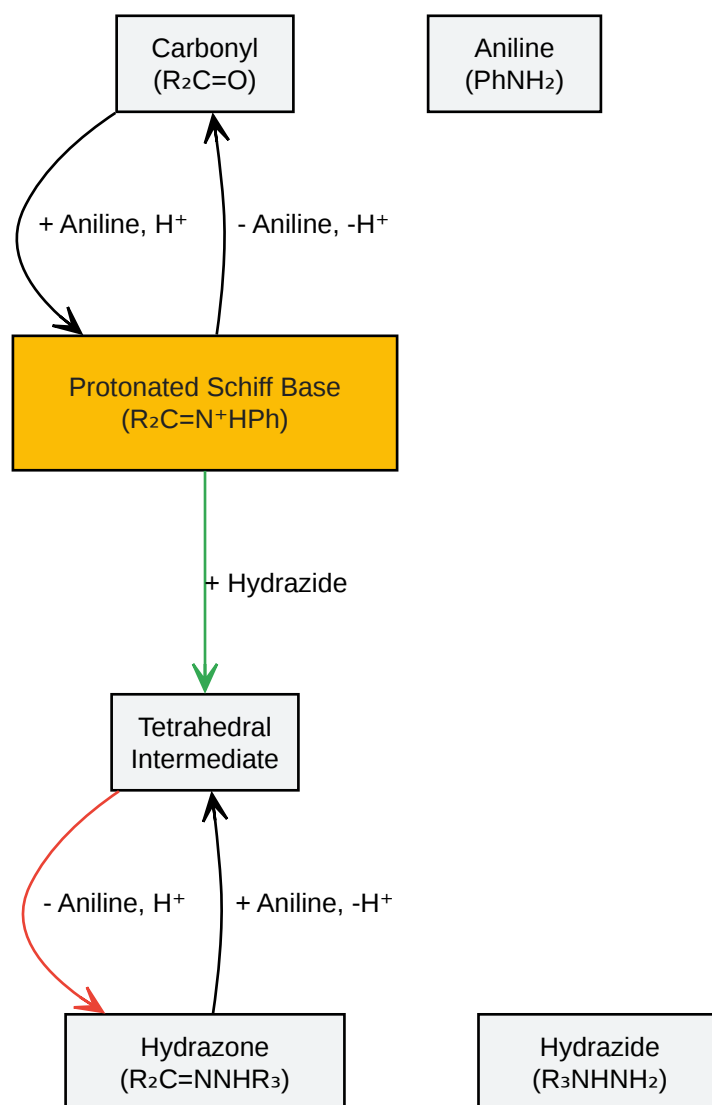 Carbonyl
(R₂C=O)
Aniline
(PhNH₂)
+ Aniline, H⁺
- Aniline, -H⁺
Protonated Schiff Base
(R₂C=N⁺HPh)
+ Hydrazide
Tetrahedral
Intermediate
- Aniline, H⁺
+ Aniline, -H⁺
Hydrazone
(R₂C=NNHR₃)
Hydrazide
(R₃NHNH₂)